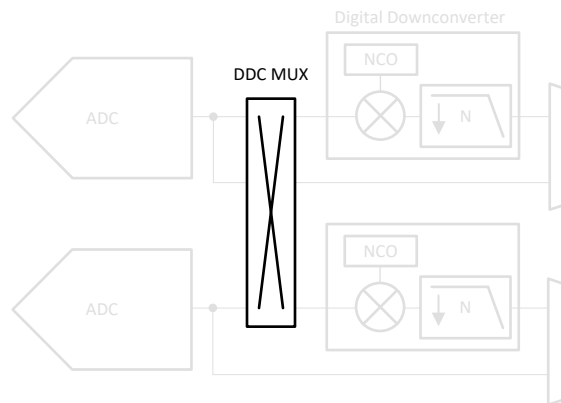 Digital Downconverter
NCO
DDC MUX
ADC
N
NCO
ADC
N